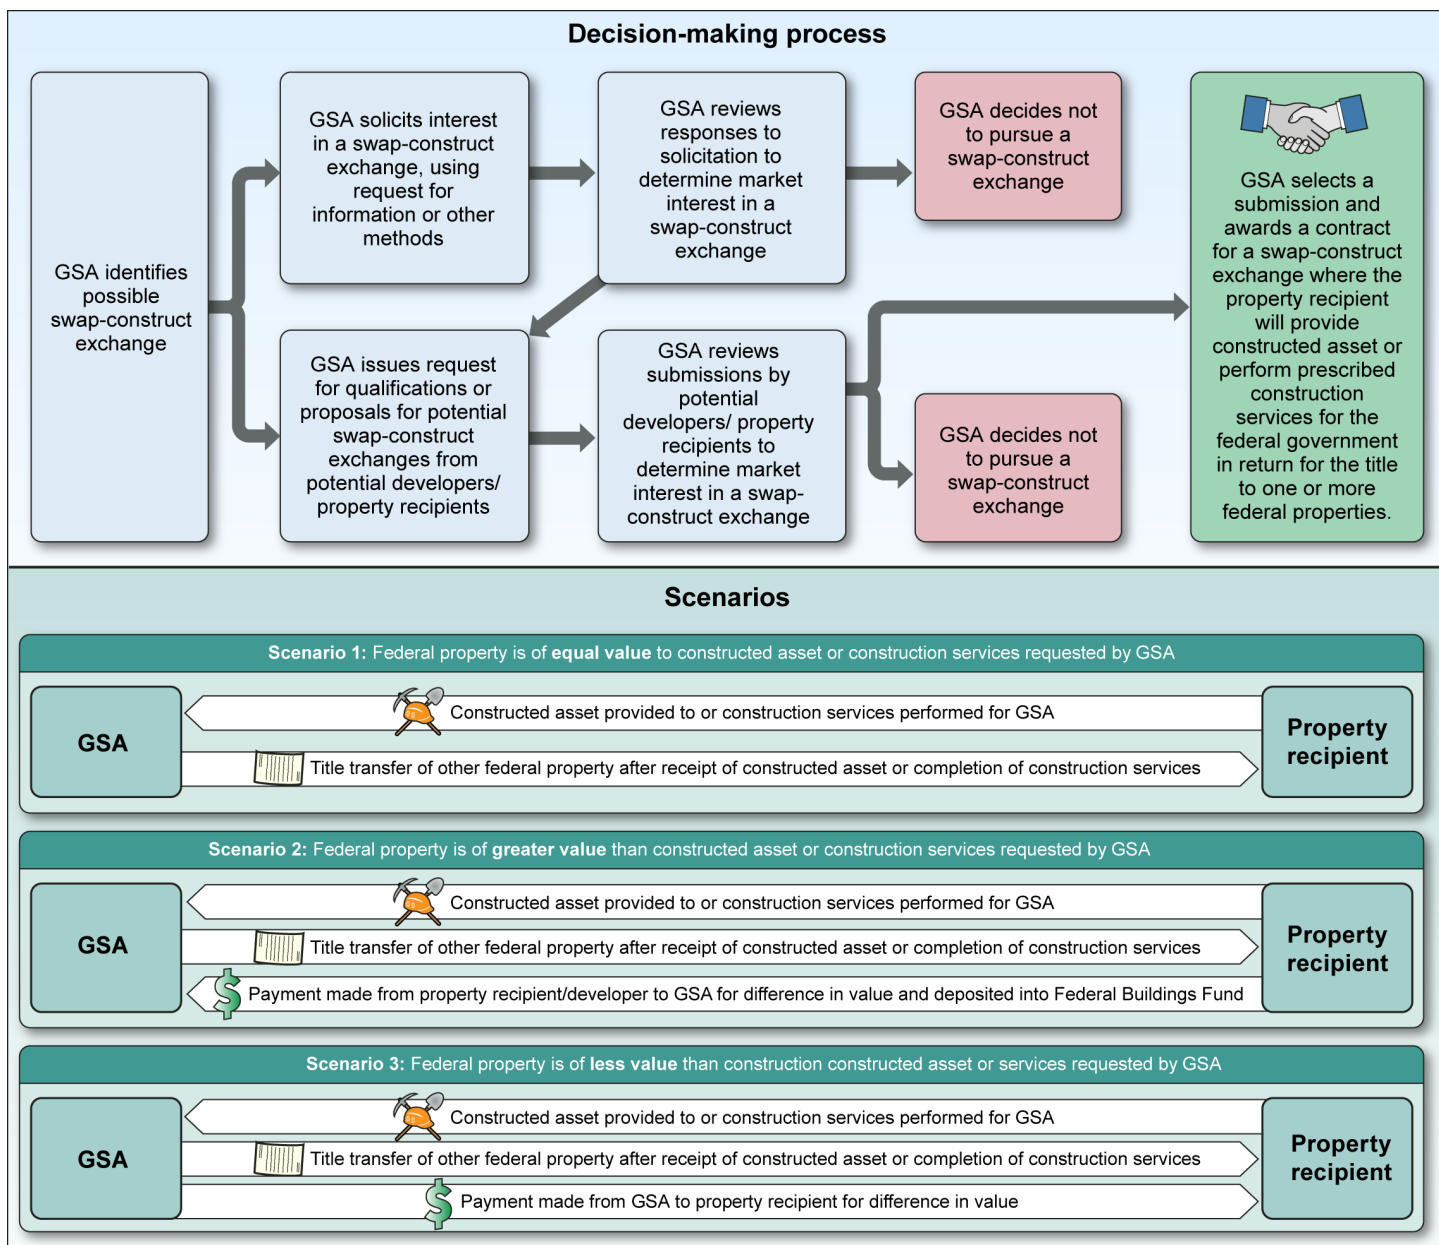 Decision-making process
GSA identifies
possible
swap-construct
exchange
GSA solicits interest
in a swap-construct
exchange, using
request for
information or other
methods
GSA reviews
responses to
solicitation to
determine market
interest in a
swap-construct
exchange
GSA decides not
to pursue a
swap-construct
exchange
GSA issues request
for qualifications or
proposals for potential
swap-construct
exchanges from
potential developers/
property recipients
GSA reviews
submissions by
potential
developers/ property
recipients to
determine market
interest in a swap-
construct exchange
GSA decides not
to pursue a
swap-construct
exchange
GSA selects a
submission and
awards a contract
for a swap-construct
exchange where the
property recipient
will provide
constructed asset or
perform prescribed
construction
services for the
federal government
in return for the title
to one or more
federal properties.
Scenarios
Scenario 1: Federal property is of equal value to constructed asset or construction services requested by GSA
GSA
Constructed asset provided to or construction services performed for GSA
Title transfer of other federal property after receipt of constructed asset or completion of construction services
Property
recipient
Scenario 2: Federal property is of greater value than constructed asset or construction services requested by GSA
GSA
Constructed asset provided to or construction services performed for GSA
Title transfer of other federal property after receipt of constructed asset or completion of construction services
$ Payment made from property recipient/developer to GSA for difference in value and deposited into Federal Buildings Fund
Property
recipient
Scenario 3: Federal property is of less value than construction constructed asset or services requested by GSA
GSA
Constructed asset provided to or construction services performed for GSA
Title transfer of other federal property after receipt of constructed asset or completion of construction services
$ Payment made from GSA to property recipient for difference in value
Property
recipient